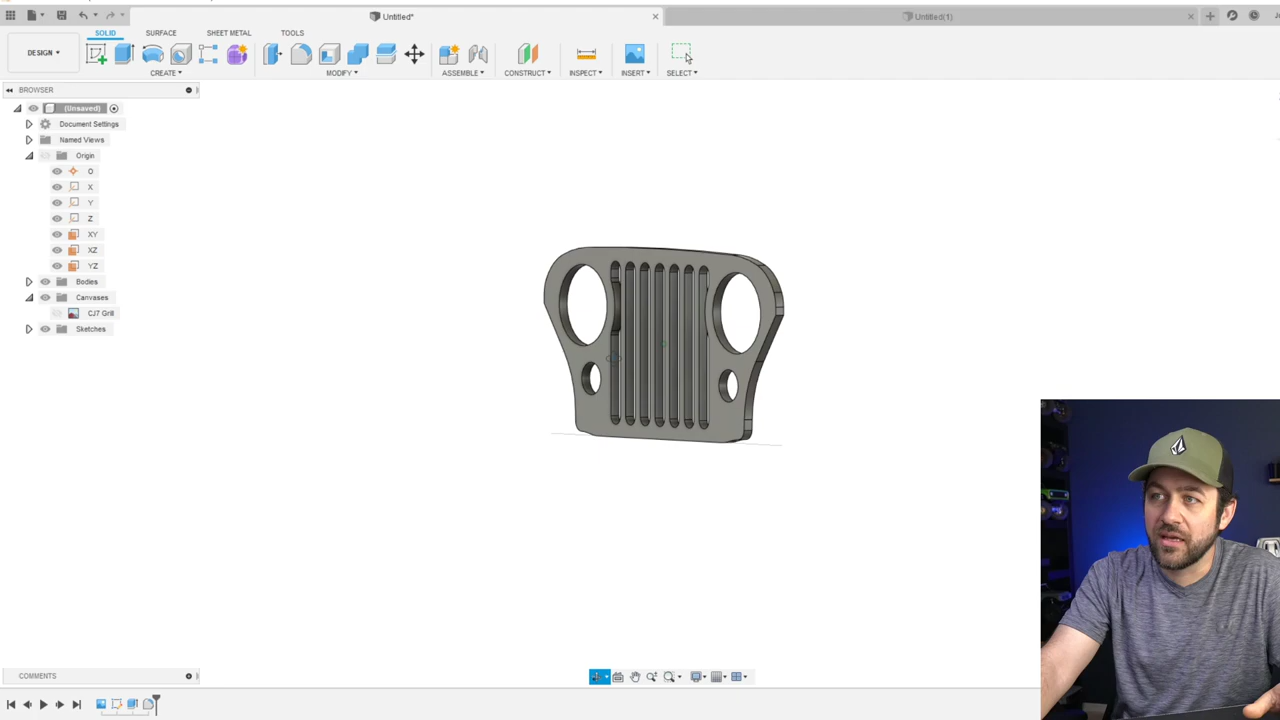 Untitled*
Untitled(1)
SOLID
SURFACE
SHEET METAL
TOOLS
DESIGN
CREATE
MODIFY
ASSEMBLE
CONSTRUCT
INSPECT
INSERT
SELECT
BROWSER
(Unsaved)
Document Settings
Named Views
Origin
O
X
Y
Z
XY
XZ
YZ
Bodies
Canvases
CJ7 Grill
Sketches
COMMENTS